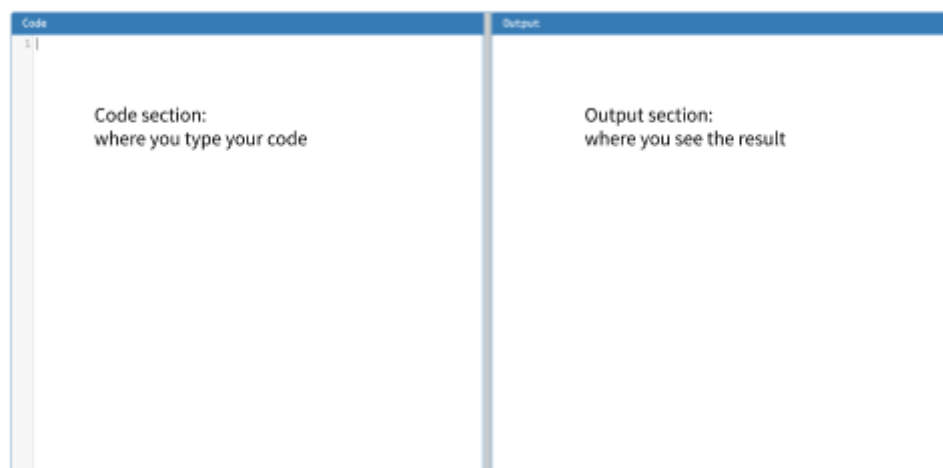 Code
Output
1
Code section:
where you type your code
Output section:
where you see the result